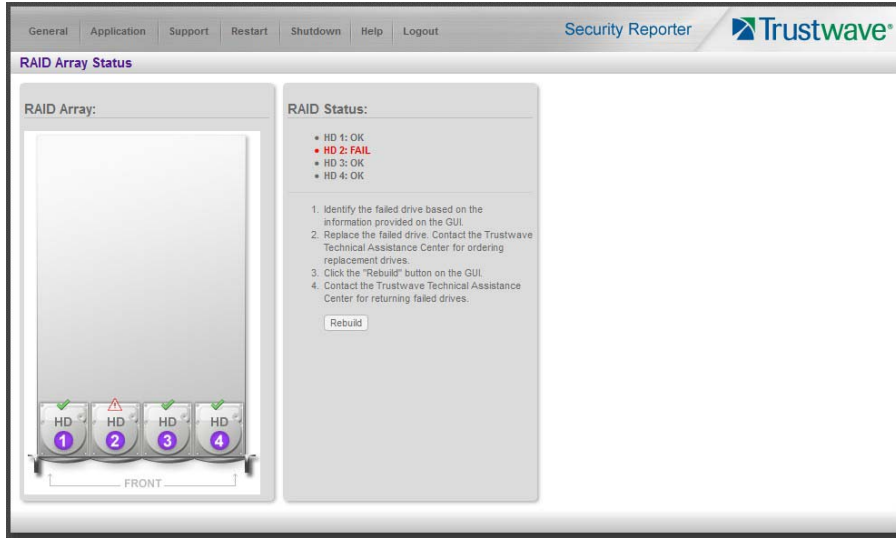 General Application Support Restart Shutdown Help Logout
Security Reporter
Trustwave®
RAID Array Status
RAID Array:
HD HD HD HD
1 2 3 4
FRONT
RAID Status:
• HD 1: OK
• HD 2: FAIL
• HD 3: OK
• HD 4: OK
1. Identify the failed drive based on the
information provided on the GUI.
2. Replace the failed drive. Contact the Trustwave
Technical Assistance Center for ordering
replacement drives.
3. Click the "Rebuild" button on the GUI.
4. Contact the Trustwave Technical Assistance
Center for returning failed drives.
Rebuild